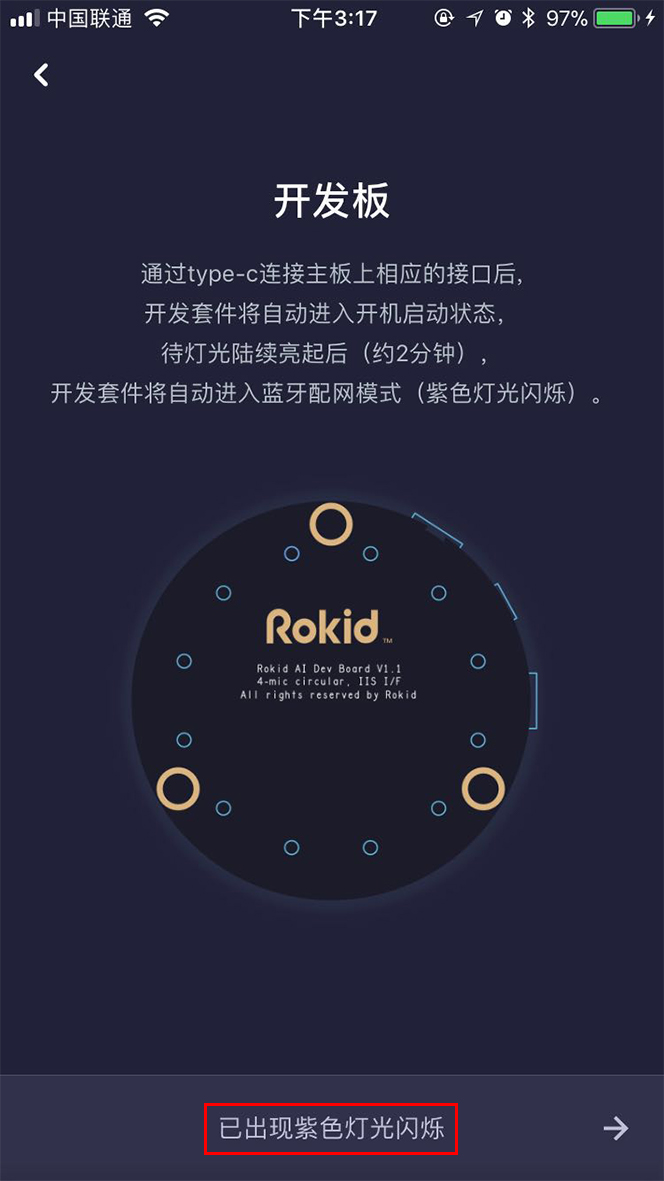 中国联通 下午3:17 97%
开发板
通过type-c连接主板上相应的接口后,
开发套件将自动进入开机启动状态,
待灯光陆续亮起后（约2分钟）,
开发套件将自动进入蓝牙配网模式（紫色灯光闪烁）。
Rokid™
Rokid AI Dev Board V1.1
4-mic circular, IIS I/F
All rights reserved by Rokid
已出现紫色灯光闪烁